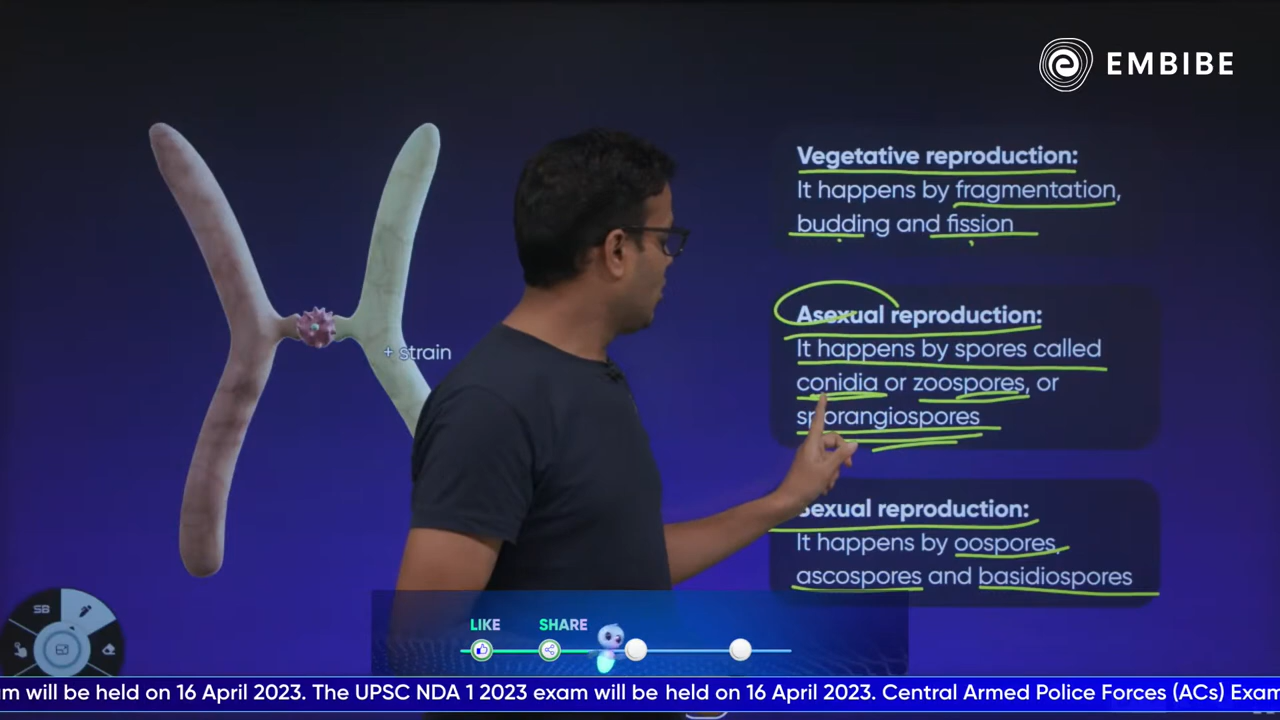 EMBIBE
Vegetative reproduction:
It happens by fragmentation,
budding and fission
Asexual reproduction:
It happens by spores called
conidia or zoospores, or
sporangiospores
Sexual reproduction:
It happens by oospores,
ascospores and basidiospores
+ strain
SB
LIKE SHARE
will be held on 16 April 2023. The UPSC NDA 1 2023 exam will be held on 16 April 2023. Central Armed Police Forces (ACs) Exam